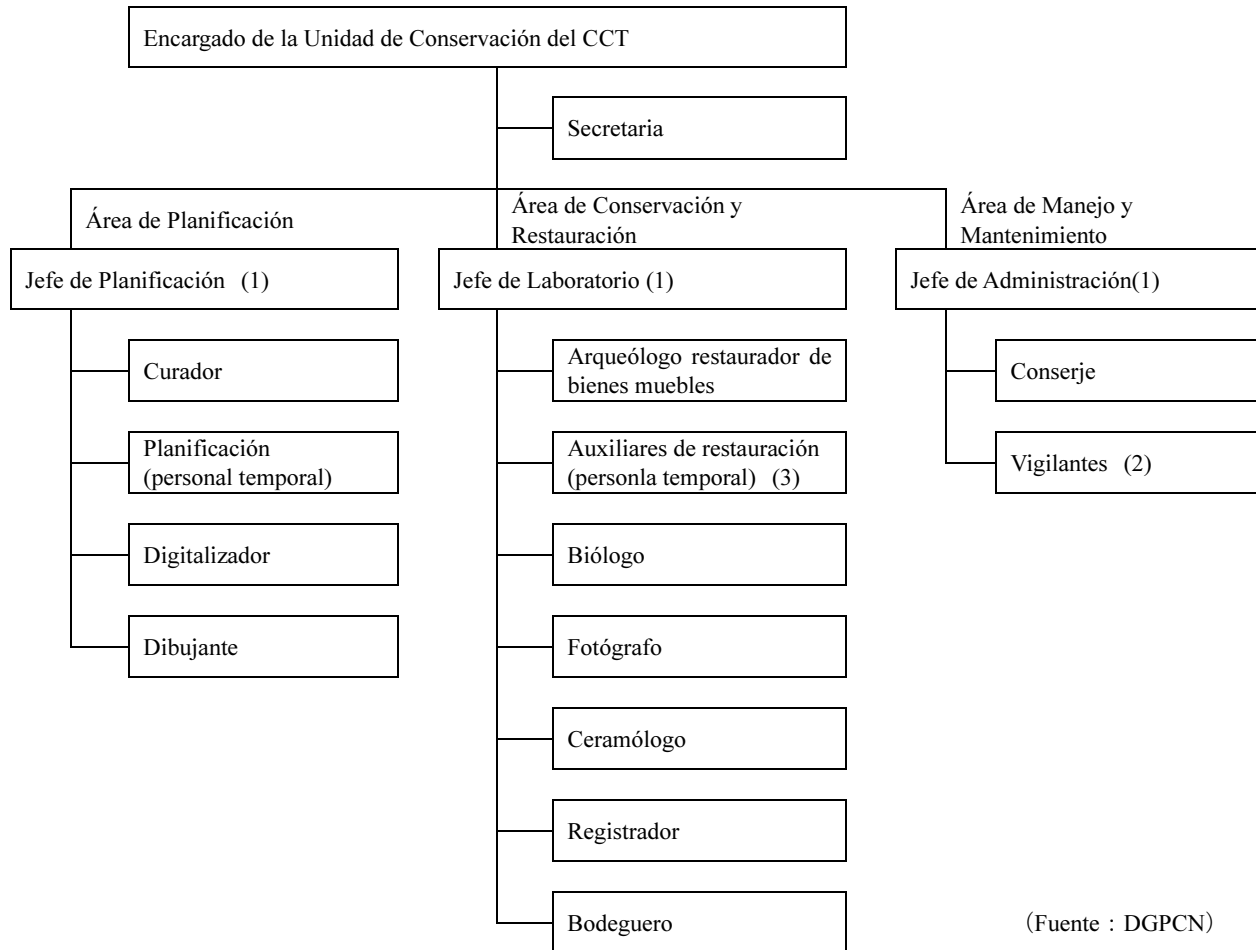 Encargado de la Unidad de Conservación del CCT
Secretaria
Área de Planificación
Jefe de Planificación (1)
Curador
Planificación
(personal temporal)
Digitalizador
Dibujante
Área de Conservación y
Restauración
Jefe de Laboratorio (1)
Arqueólogo restaurador de
bienes muebles
Auxiliares de restauración
(personla temporal) (3)
Biólogo
Fotógrafo
Ceramólogo
Registrador
Bodeguero
Área de Manejo y
Mantenimiento
Jefe de Administración(1)
Conserje
Vigilantes (2)
(Fuente : DGPCN)